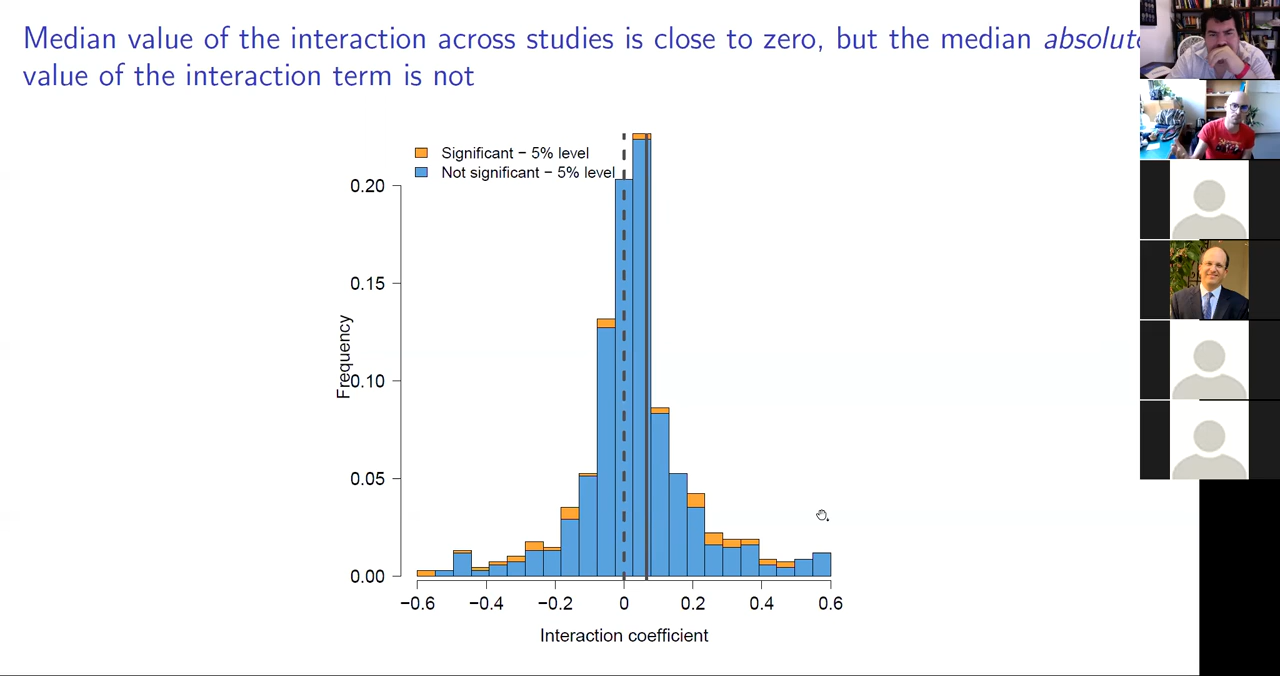 Median value of the interaction across studies is close to zero, but the median absolute
value of the interaction term is not
Significant − 5% level
Not significant − 5% level
0.20
0.15
0.10
0.05
0.00
Frequency
−0.6 −0.4 −0.2 0 0.2 0.4 0.6
Interaction coefficient